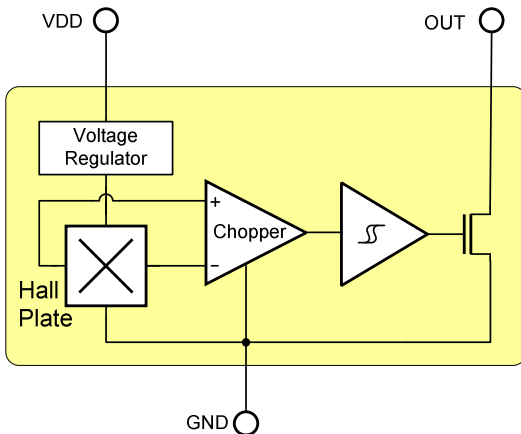 VDD
OUT
Voltage
Regulator
+
Chopper
−
Hall
Plate
GND